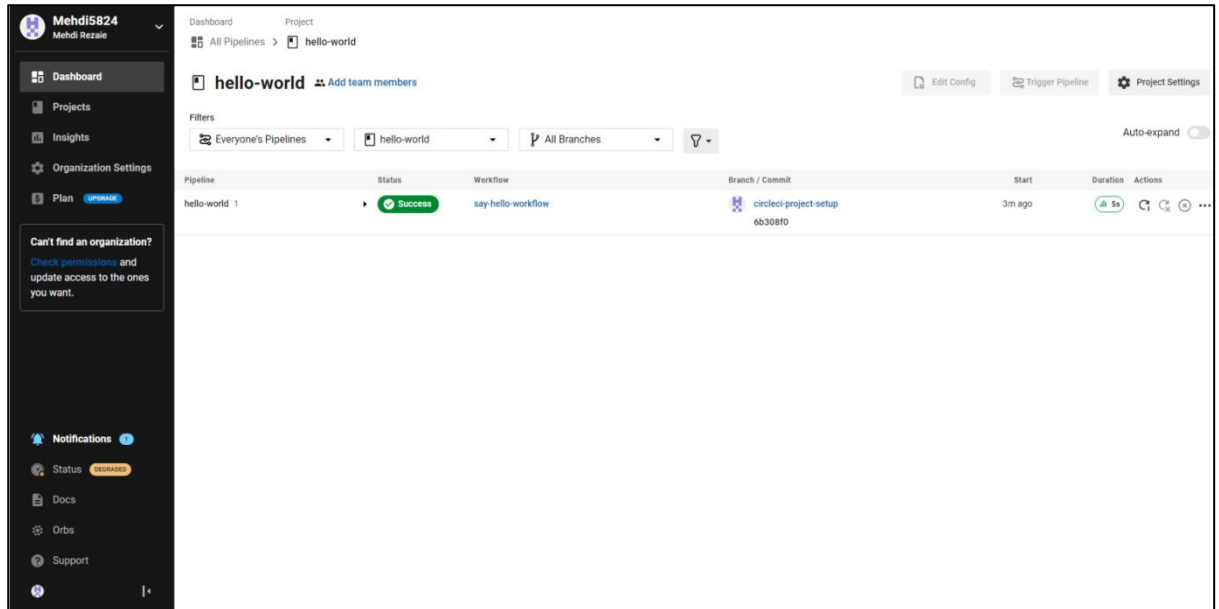 Mehdi5824
Mehdi Rezaie
Dashboard
Projects
Insights
Organization Settings
Plan UPGRADE
Can't find an organization?
Check permissions and
update access to the ones
you want.
Notifications 1
Status DEGRADED
Docs
Orbs
Support
Dashboard Project
All Pipelines > hello-world
hello-world Add team members
Edit Config Trigger Pipeline Project Settings
Filters
Everyone's Pipelines hello-world All Branches
Auto-expand
Pipeline Status Workflow Branch / Commit Start Duration Actions
hello-world 1 Success say-hello-workflow circleci-project-setup 3m ago 5s
6b308f0